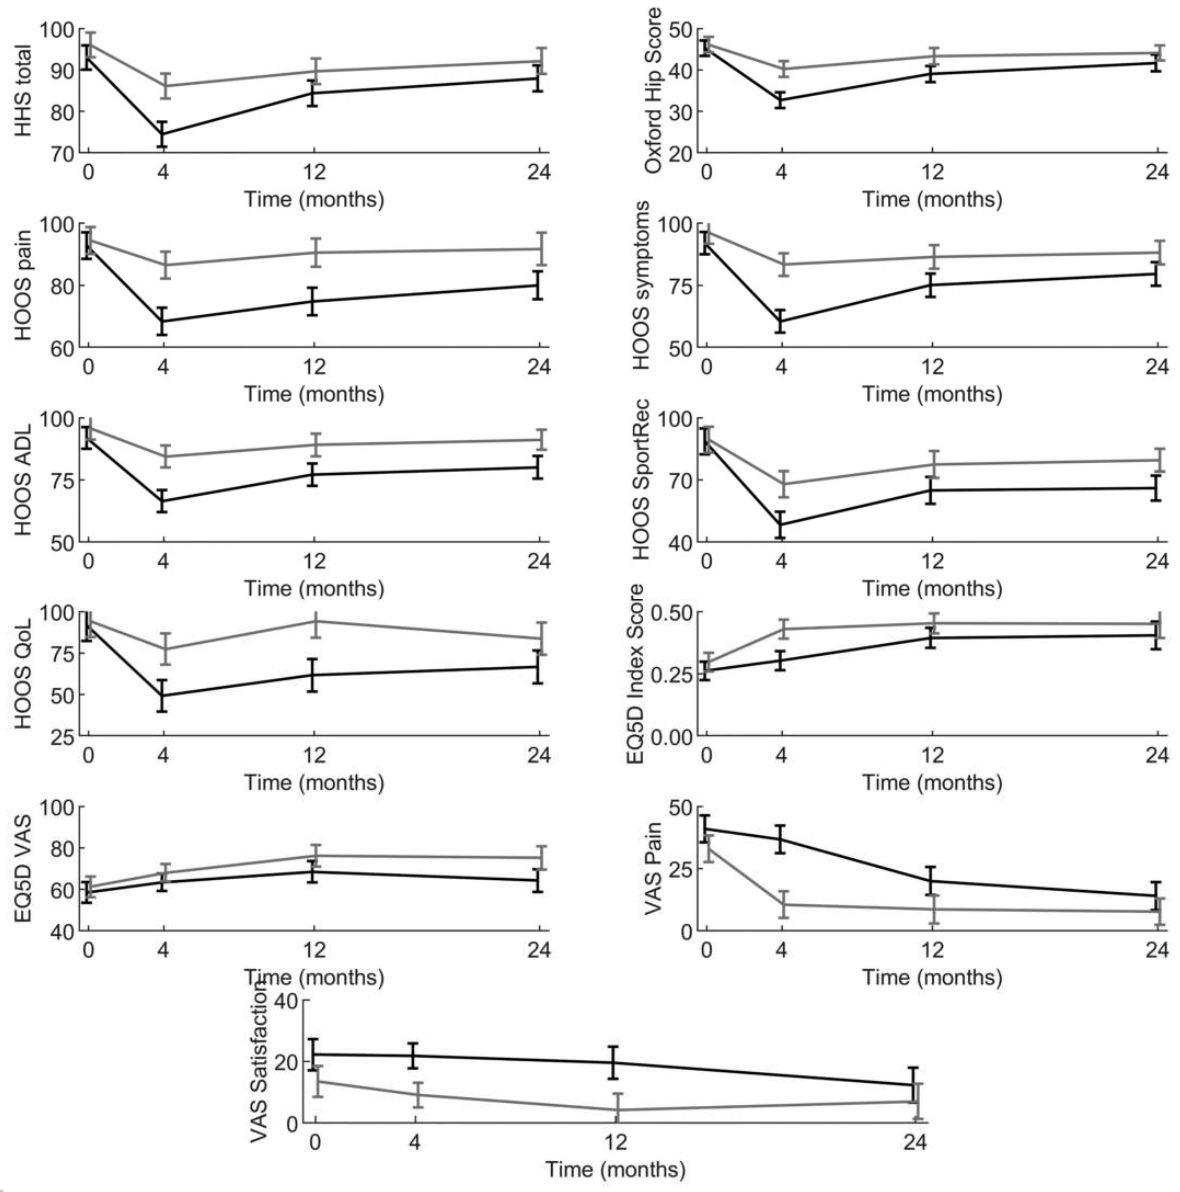 HHS total
100
90
80
70
0 4 12 24
Time (months)
Oxford Hip Score
50
40
30
20
0 4 12 24
Time (months)
HOOS pain
100
80
60
0 4 12 24
Time (months)
HOOS symptoms
100
75
50
0 4 12 24
Time (months)
HOOS ADL
100
75
50
0 4 12 24
Time (months)
HOOS SportRec
100
70
40
0 4 12 24
Time (months)
HOOS QoL
100
75
50
25
0 4 12 24
Time (months)
EQ5D Index Score
0.50
0.25
0.00
0 4 12 24
Time (months)
EQ5D VAS
100
80
60
40
0 4 12 24
Time (months)
VAS Pain
50
25
0
0 4 12 24
Time (months)
VAS Satisfaction
40
20
0
0 4 12 24
Time (months)